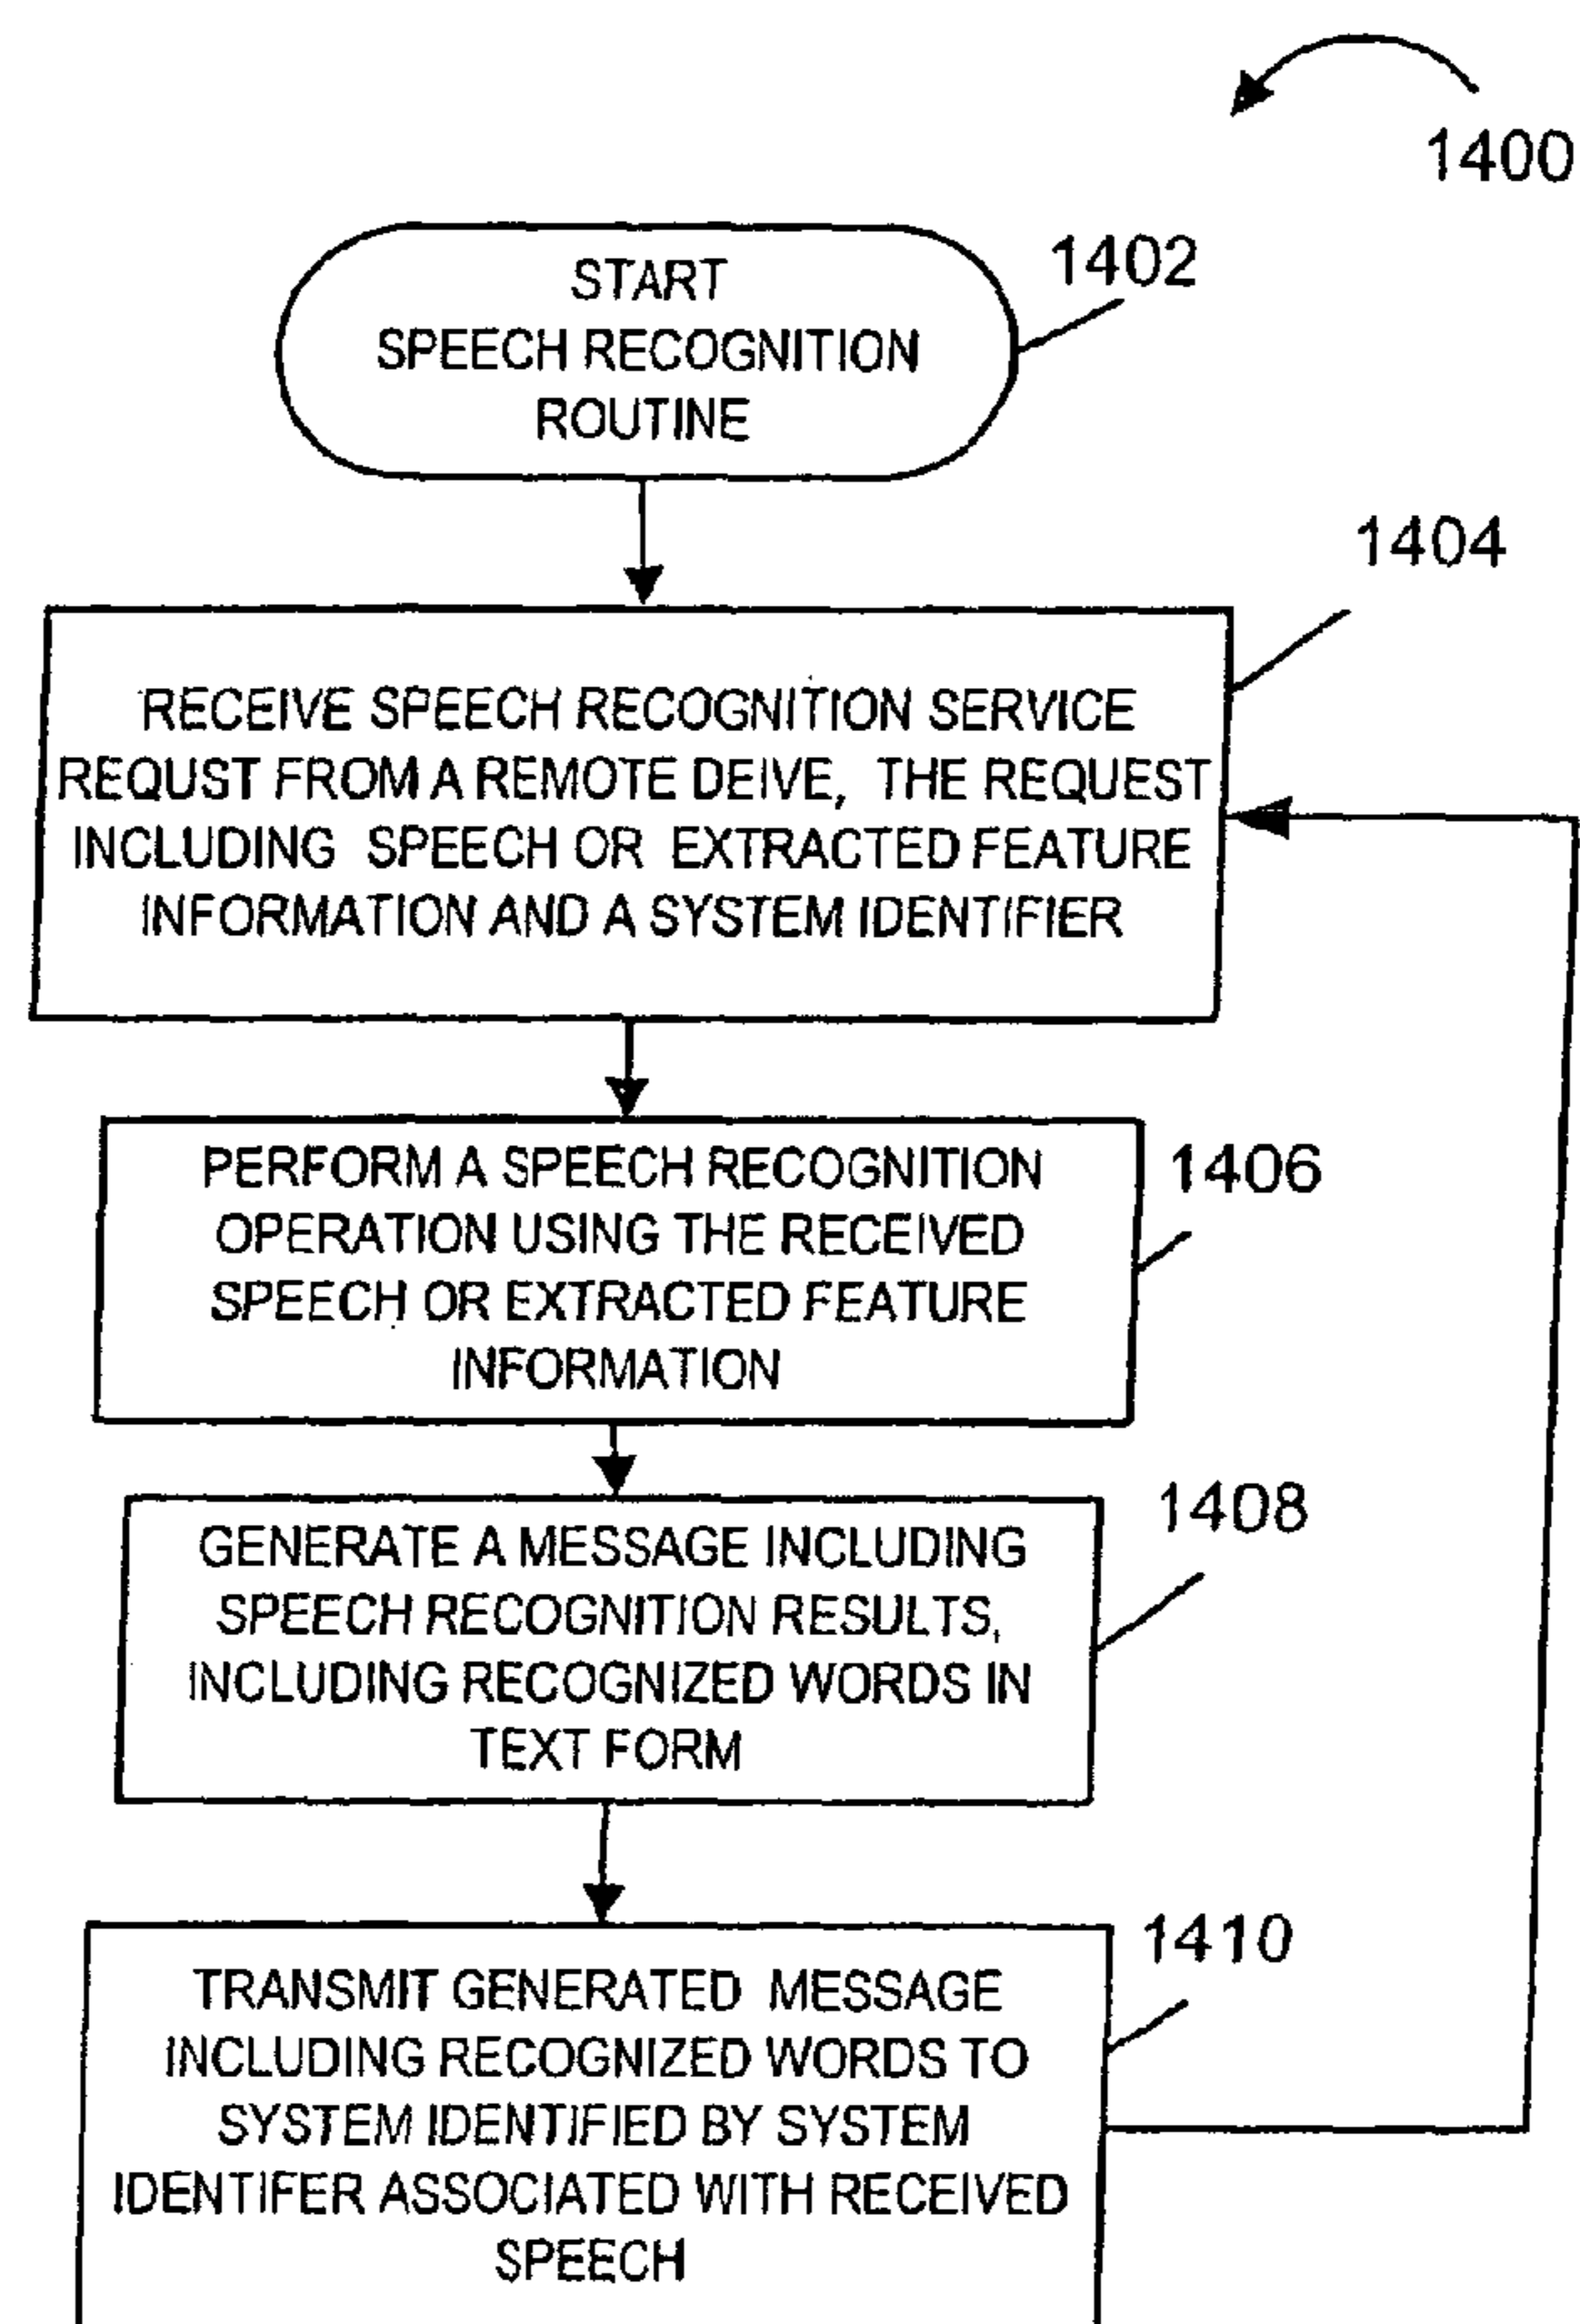 1400
START
SPEECH RECOGNITION
ROUTINE
1402
1404
RECEIVE SPEECH RECOGNITION SERVICE
REQUST FROM A REMOTE DEIVE, THE REQUEST
INCLUDING SPEECH OR EXTRACTED FEATURE
INFORMATION AND A SYSTEM IDENTIFIER
PERFORM A SPEECH RECOGNITION
OPERATION USING THE RECEIVED
SPEECH OR EXTRACTED FEATURE
INFORMATION
1406
GENERATE A MESSAGE INCLUDING
SPEECH RECOGNITION RESULTS,
INCLUDING RECOGNIZED WORDS IN
TEXT FORM
1408
TRANSMIT GENERATED MESSAGE
INCLUDING RECOGNIZED WORDS TO
SYSTEM IDENTIFIED BY SYSTEM
IDENTIFER ASSOCIATED WITH RECEIVED
SPEECH
1410